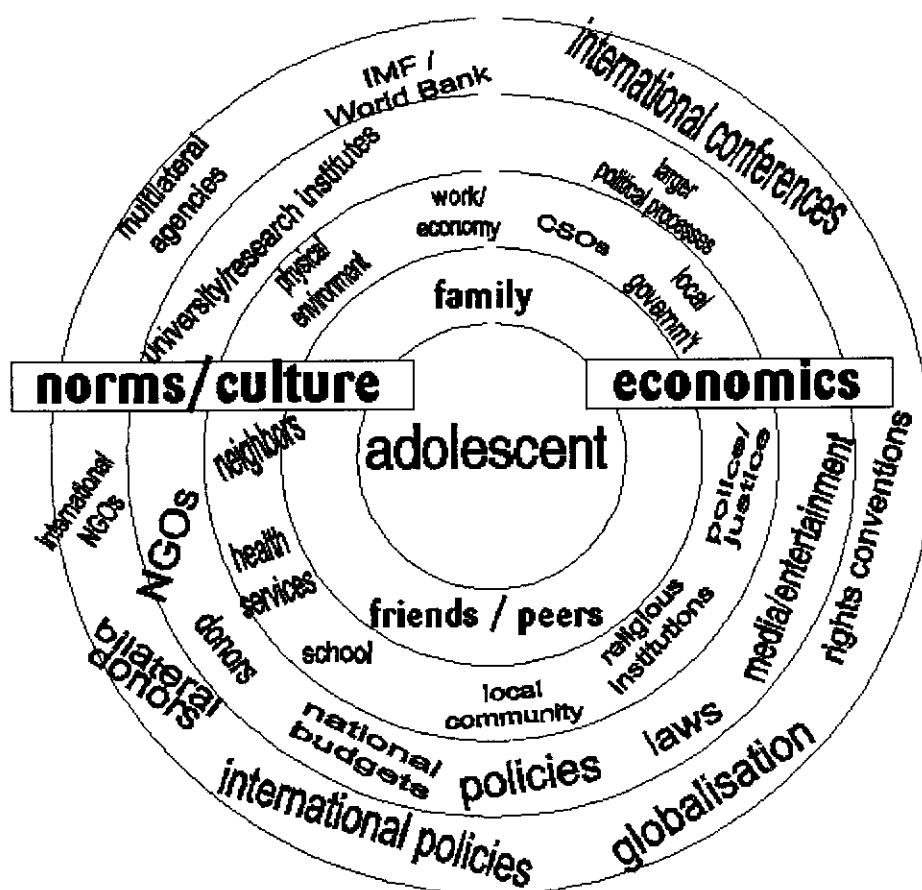 IMF /
World Bank
international conferences
multilateral
agencies
university/research institutes
larger
political processes
work/
economy
CSOs
physical
environment
local
governm't
family
norms/culture
economics
adolescent
neighbors
police/
justice
media/entertainment
rights conventions
international
NGOs
NGOs
health
services
friends / peers
religious
institutions
donors
school
bilateral
donors
local
community
national
budgets
policies
laws
international policies
globalisation